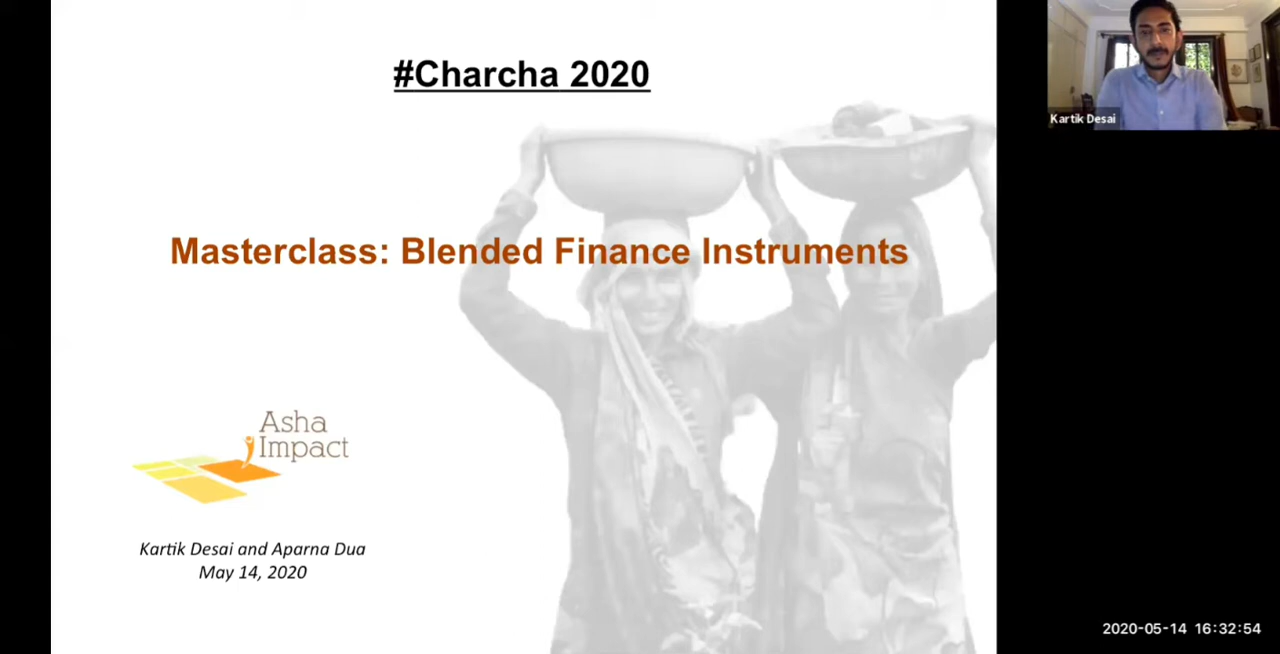 #Charcha 2020
Kartik Desai
Masterclass: Blended Finance Instruments
Asha
Impact
Kartik Desai and Aparna Dua
May 14, 2020
2020-05-14 16:32:54